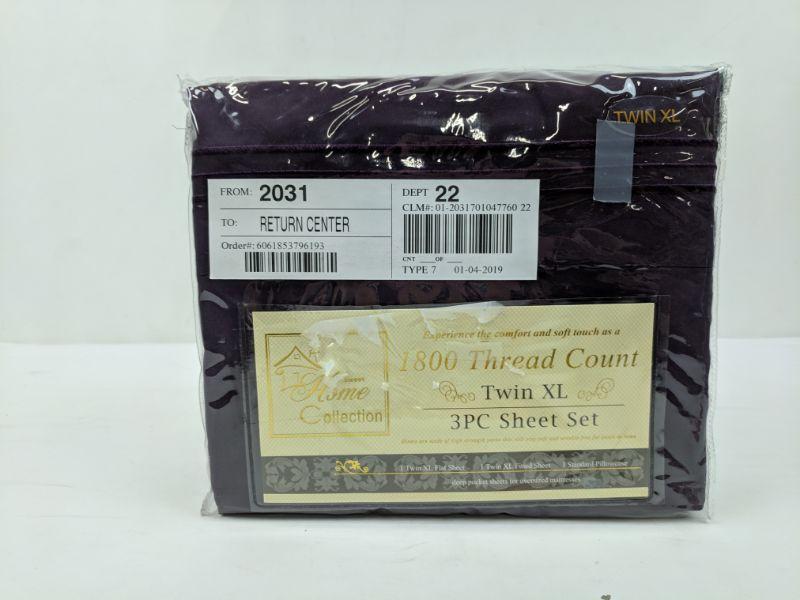 TWIN XL
FROM: 2031
TO: RETURN CENTER
Order#: 6061853796193
DEPT 22
CLM#: 01-2031701047760 22
CNT ___OF ___
TYPE 7 01-04-2019
Home
Collection
Experience the comfort and soft touch as a
1800 Thread Count
Twin XL
3PC Sheet Set
1 Twin XL Flat Sheet 1 Twin XL Fitted Sheet 1 Standard Pillowcase
deep pocket sheets for oversized mattresses